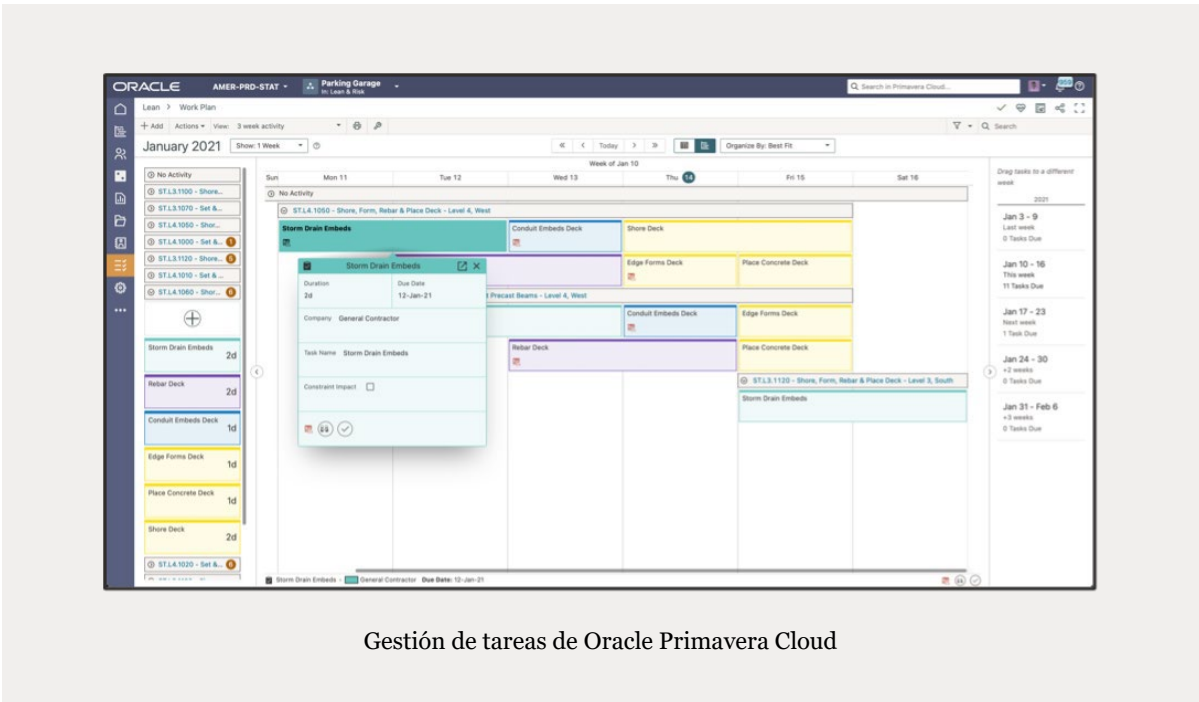 ORACLE
AMER-PRD-STAT
Parking Garage
In: Lean & Risk
Search in Primavera Cloud...
Lean > Work Plan
+ Add Actions View: 3 week activity
Search
January 2021
Show: 1 Week
Today
Organize By: Best Fit
Week of Jan 10
Sun Mon 11 Tue 12 Wed 13 Thu 14 Fri 15 Sat 16
No Activity
ST.L3.1100 - Shore...
ST.L3.1070 - Set &...
ST.L4.1050 - Shor...
ST.L4.1000 - Set &... 1
ST.L3.1120 - Shore... 5
ST.L4.1010 - Set & ...
ST.L4.1060 - Shor... 6
Storm Drain Embeds
2d
Rebar Deck
2d
Conduit Embeds Deck
1d
Edge Forms Deck
1d
Place Concrete Deck
1d
Shore Deck
2d
ST.L4.1020 - Set &... 6
No Activity
ST.L4.1050 - Shore, Form, Rebar & Place Deck - Level 4, West
Storm Drain Embeds
Conduit Embeds Deck
Shore Deck
Edge Forms Deck
Place Concrete Deck
Precast Beams - Level 4, West
Conduit Embeds Deck
Edge Forms Deck
Rebar Deck
Place Concrete Deck
ST.L3.1120 - Shore, Form, Rebar & Place Deck - Level 3, South
Storm Drain Embeds
Storm Drain Embeds
Duration
2d
Due Date
12-Jan-21
Company General Contractor
Task Name Storm Drain Embeds
Constraint Impact
Storm Drain Embeds - General Contractor Due Date: 12-Jan-21
Drag tasks to a different
week
2021
Jan 3 - 9
Last week
0 Tasks Due
Jan 10 - 16
This week
11 Tasks Due
Jan 17 - 23
Next week
1 Task Due
Jan 24 - 30
+2 weeks
0 Tasks Due
Jan 31 - Feb 6
+3 weeks
0 Tasks Due
Gestión de tareas de Oracle Primavera Cloud